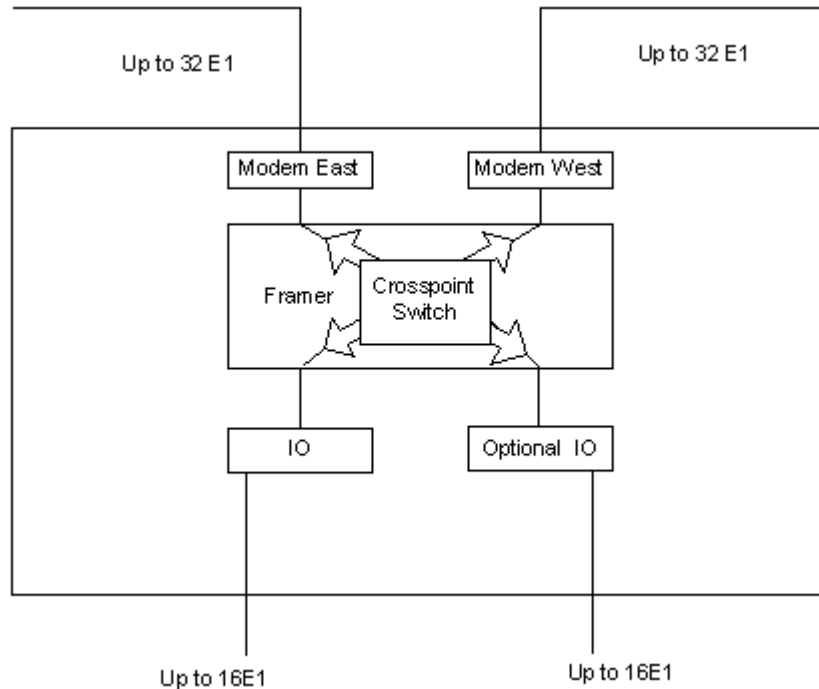 Up to 32 E1
Up to 32 E1
Modem East
Modem West
Framer
Crosspoint
Switch
IO
Optional IO
Up to 16E1
Up to 16E1